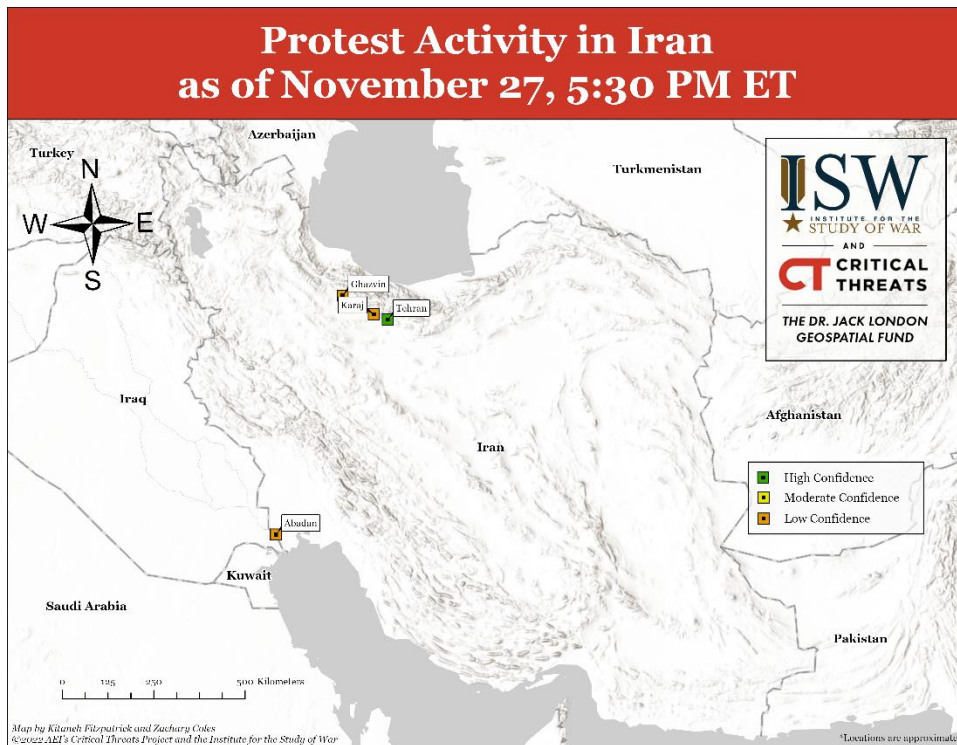 Protest Activity in Iran
as of November 27, 5:30 PM ET
Azerbaijan
Turkey
Turkmenistan
N
W
E
S
ISW
INSTITUTE FOR THE
STUDY OF WAR
AND
CT CRITICAL
THREATS
THE DR. JACK LONDON
GEOSPATIAL FUND
Ghazvin
Karaj
Tehran
Iraq
Iran
Afghanistan
High Confidence
Moderate Confidence
Low Confidence
Abadan
Kuwait
Saudi Arabia
Pakistan
0 125 250 500 Kilometers
Map by Kitaneh Fitzpatrick and Zachary Coles
©2022 AEI's Critical Threats Project and the Institute for the Study of War
*Locations are approximate